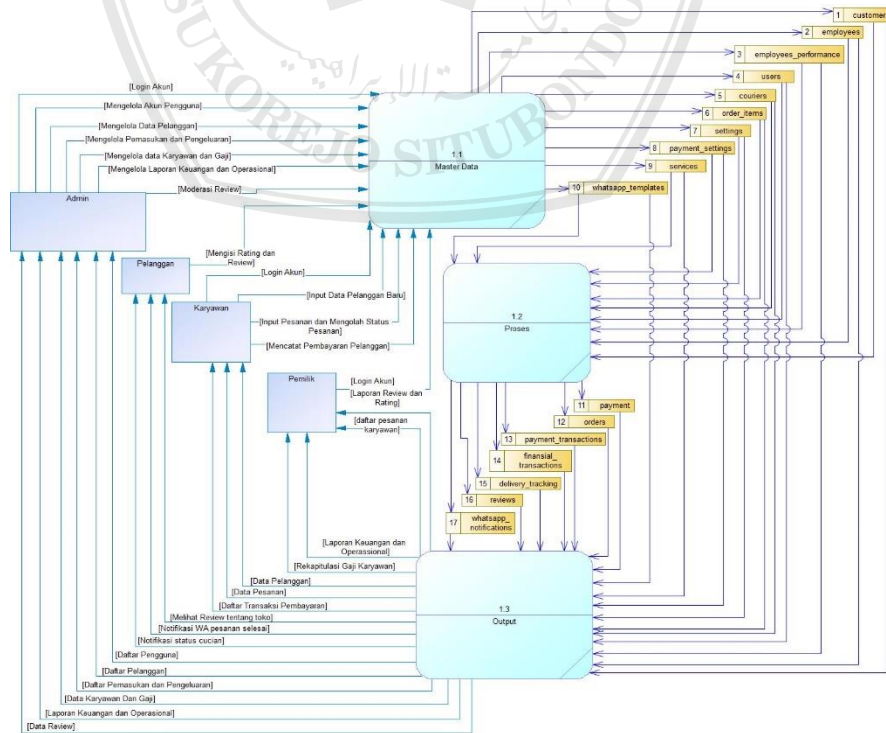 1 customer
2 employees
3 employees_performance
4 users
5 couriers
6 order_items
7 settings
8 payment_settings
9 services
10 whatsapp_templates
[Login Akun]
[Mengelola Akun Pengguna]
[Mengelola Data Pelanggan]
[Mengelola Pemasukan dan Pengeluaran]
[Mengelola data Karyawan dan Gaji]
[Mengelola Laporan Keuangan dan Operasional]
[Moderasi Review]
1.1
Master Data
Admin
[Mengisi Rating dan
Review]
Pelanggan
[Login Akun]
[Input Data Pelanggan Baru]
Karyawan
[Input Pesanan dan Mengolah Status
Pesanan]
[Mencatat Pembayaran Pelanggan]
1.2
Proses
Pemilik
[Login Akun]
[Laporan Review dan
Rating]
[daftar pesanan
karyawan]
11 payment
12 orders
13 payment_transactions
14 finansial_
transactions
15 delivery_tracking
16 reviews
17 whatsapp_
notifications
[Laporan Keuangan dan
Operassional]
[Rekapitulasi Gaji Karyawan]
[Data Pelanggan]
[Data Pesanan]
[Daftar Transaksi Pembayaran]
[Melihat Review tentang toko]
[Notifikasi WA pesanan selesai]
[Notifikasi status cucian]
[Daftar Pengguna]
[Daftar Pelanggan]
[Daftar Pemasukan dan Pengeluaran]
[Data Karyawan Dan Gaji]
[Laporan Keuangan dan Operasional]
[Data Review]
1.3
Output
SUKOREJO SITUBONDO